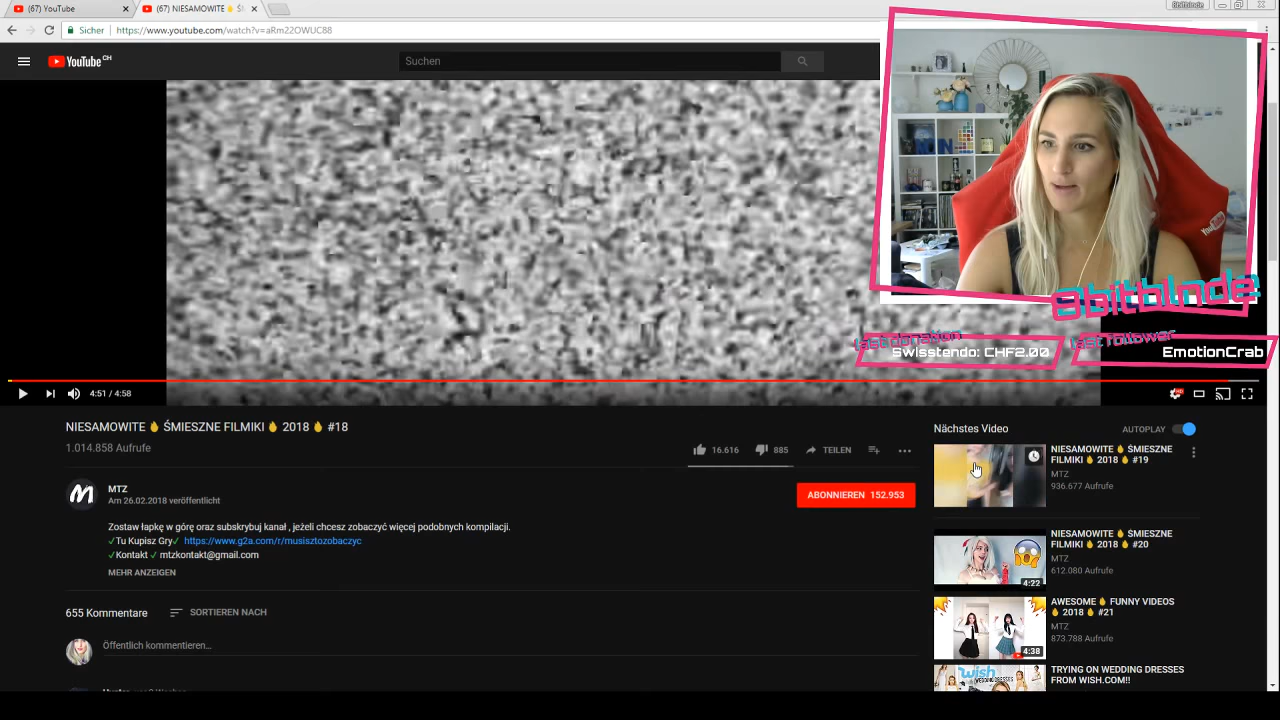 (67) YouTube
(67) NIESAMOWITE 🔥 Ś
8bitblnde
Sicher
https://www.youtube.com/watch?v=aRm22OWUC88
YouTube CH
Suchen
8bitblnde
last donation
Swisstendo: CHF2.00
last follower
EmotionCrab
4:51 / 4:58
NIESAMOWITE 🔥 ŚMIESZNE FILMIKI 🔥 2018 🔥 #18
1.014.858 Aufrufe
16.616
885
TEILEN
MTZ
Am 26.02.2018 veröffentlicht
ABONNIEREN 152.953
Zostaw łapkę w górę oraz subskrybuj kanał , jeżeli chcesz zobaczyć więcej podobnych kompilacji.
✓Tu Kupisz Gry✓ https://www.g2a.com/r/musisztozobaczyc
✓Kontakt ✓ mtzkontakt@gmail.com
MEHR ANZEIGEN
655 Kommentare
SORTIEREN NACH
Öffentlich kommentieren...
Nächstes Video
AUTOPLAY
NIESAMOWITE 🔥 ŚMIESZNE
FILMIKI 🔥 2018 🔥 #19
MTZ
936.677 Aufrufe
NIESAMOWITE 🔥 ŚMIESZNE
FILMIKI 🔥 2018 🔥 #20
MTZ
612.080 Aufrufe
4:22
AWESOME 🔥 FUNNY VIDEOS
🔥 2018 🔥 #21
MTZ
873.788 Aufrufe
4:38
TRYING ON WEDDING DRESSES
FROM WISH.COM!!
wish
WEDDING DRESSES